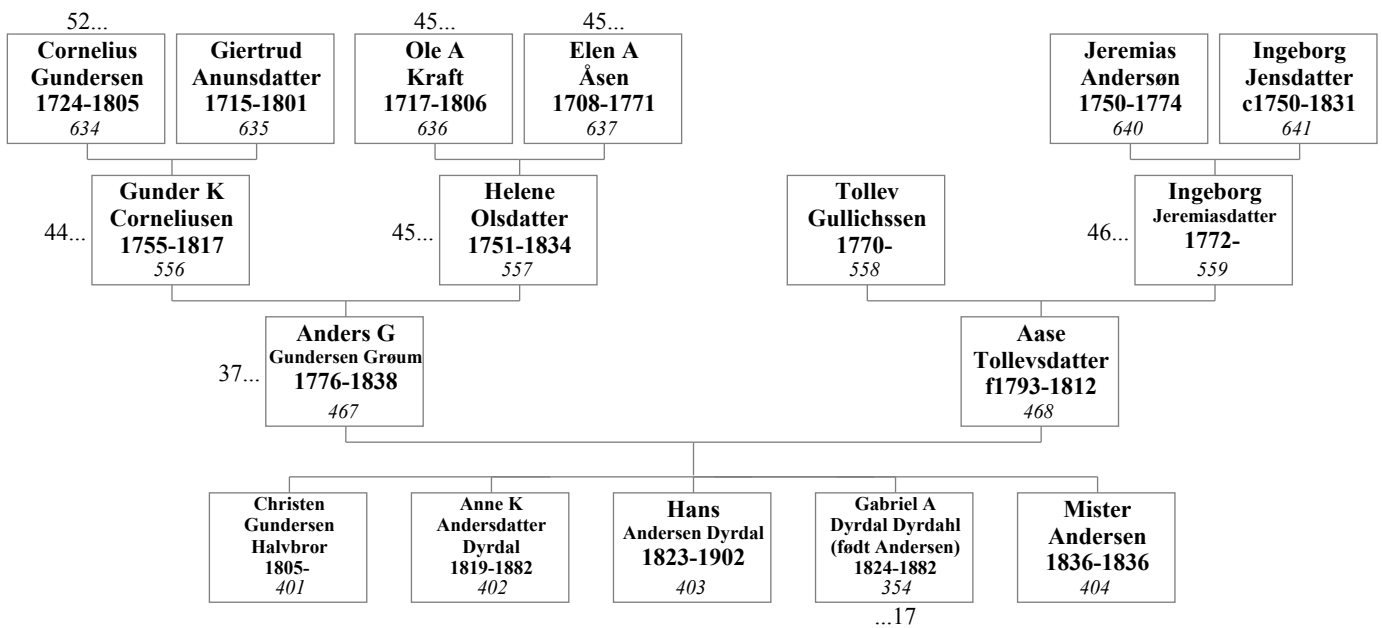 52...
45...
45...
Cornelius
Gundersen
1724-1805
634
Giertrud
Anunsdatter
1715-1801
635
Ole A
Kraft
1717-1806
636
Elen A
Åsen
1708-1771
637
Jeremias
Andersøn
1750-1774
640
Ingeborg
Jensdatter
c1750-1831
641
44...
Gunder K
Corneliusen
1755-1817
556
45...
Helene
Olsdatter
1751-1834
557
Tollev
Gullichssen
1770-
558
46...
Ingeborg
Jeremiasdatter
1772-
559
37...
Anders G
Gundersen Grøum
1776-1838
467
Aase
Tollevsdatter
f1793-1812
468
Christen
Gundersen
Halvbror
1805-
401
Anne K
Andersdatter
Dyrdal
1819-1882
402
Hans
Andersen Dyrdal
1823-1902
403
Gabriel A
Dyrdal Dyrdahl
(født Andersen)
1824-1882
354
Mister
Andersen
1836-1836
404
...17